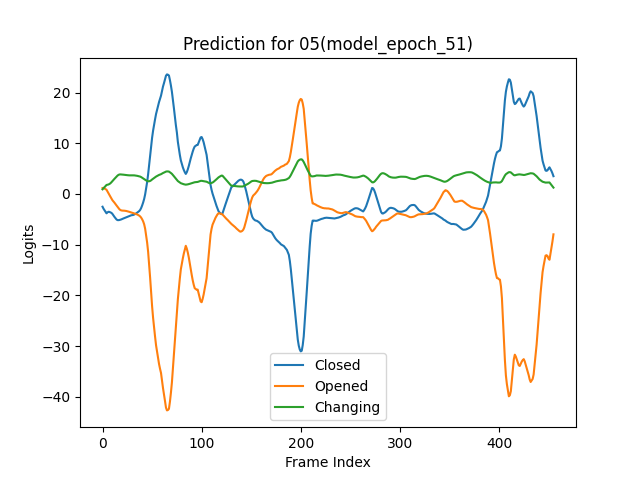 Prediction for 05(model_epoch_51)
Logits
20
10
0
−10
−20
−30
−40
Closed
Opened
Changing
0 100 200 300 400
Frame Index